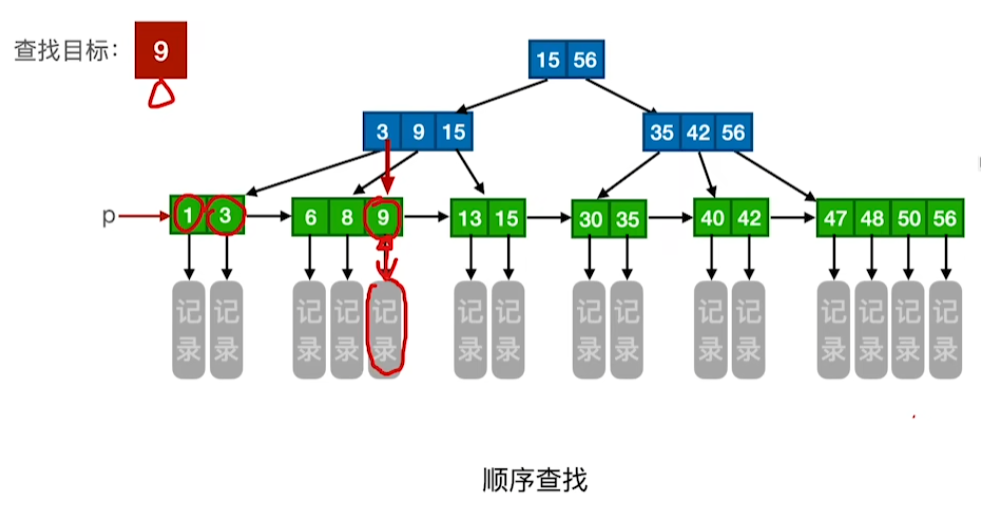 查找目标： 9
15 56
3 9 15
35 42 56
p
1 3
6 8 9
13 15
30 35
40 42
47 48 50 56
记录 记录
记录 记录 记录
记录 记录
记录 记录
记录 记录
记录 记录 记录 记录
顺序查找